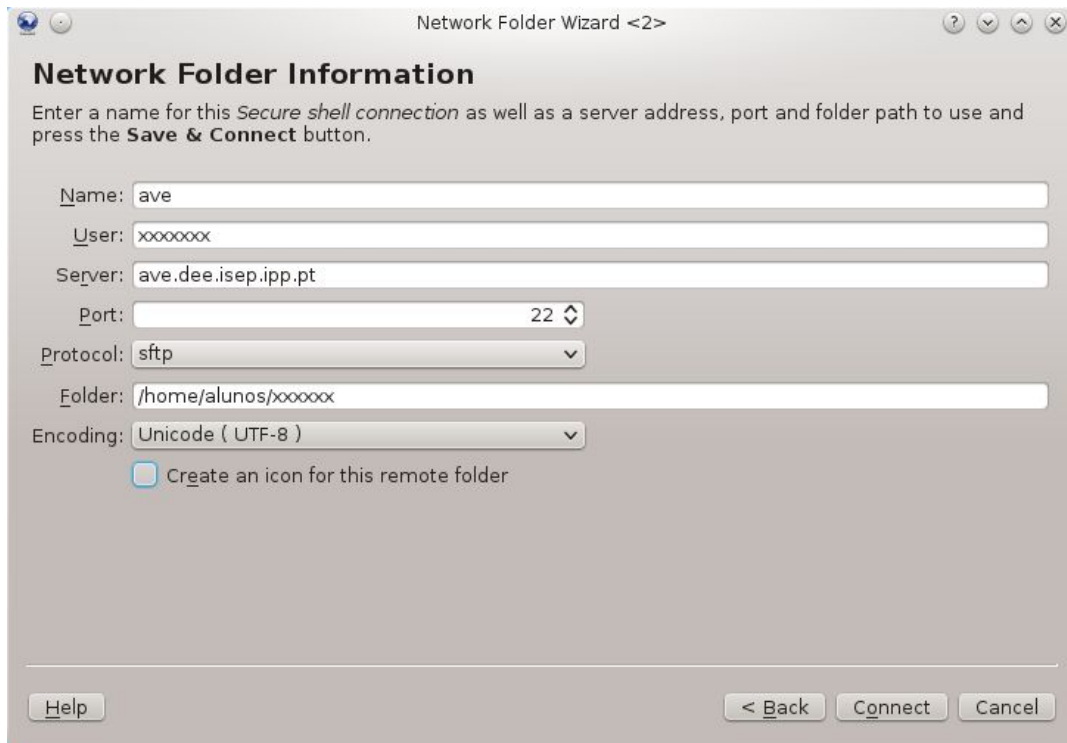 Network Folder Wizard <2>
Network Folder Information
Enter a name for this Secure shell connection as well as a server address, port and folder path to use and
press the Save & Connect button.
Name: ave
User: xxxxxxx
Server: ave.dee.isep.ipp.pt
Port: 22
Protocol: sftp
Folder: /home/alunos/xxxxxx
Encoding: Unicode ( UTF-8 )
Create an icon for this remote folder
Help < Back Connect Cancel